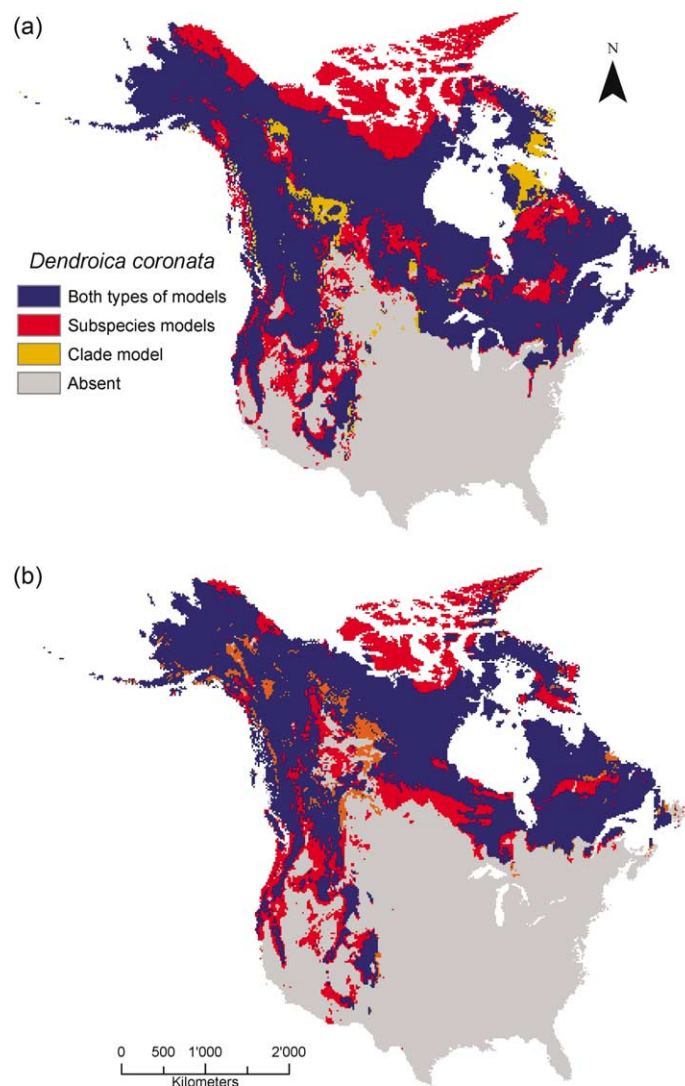 (a)
N
Dendroica coronata
Both types of models
Subspecies models
Clade model
Absent
(b)
0 500 1'000 2'000
Kilometers